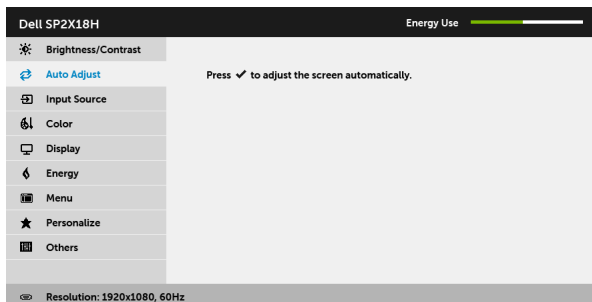 Dell SP2X18H
Energy Use
Brightness/Contrast
Auto Adjust
Press ✓ to adjust the screen automatically.
Input Source
Color
Display
Energy
Menu
Personalize
Others
Resolution: 1920x1080, 60Hz